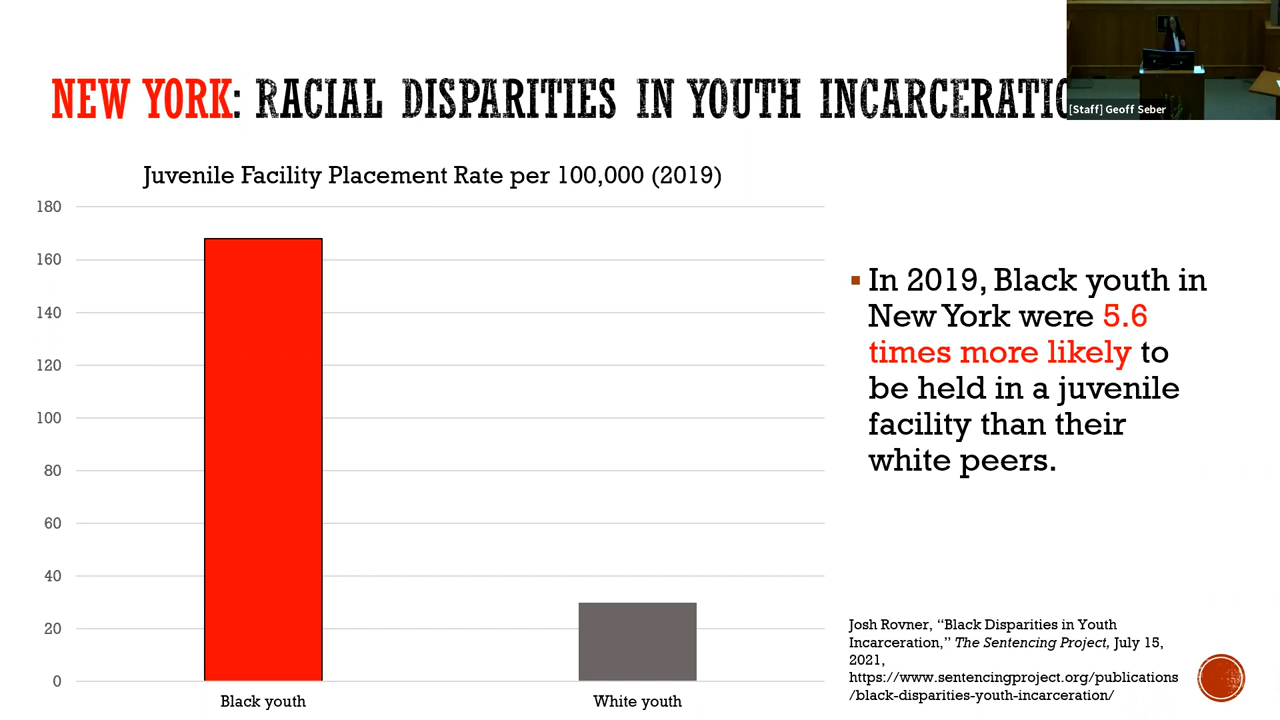 NEW YORK: RACIAL DISPARITIES IN YOUTH INCARCERATIO
[Staff] Geoff Seber
Juvenile Facility Placement Rate per 100,000 (2019)
180
160
140
120
100
80
60
40
20
0
Black youth
White youth
▪ In 2019, Black youth in
New York were 5.6
times more likely to
be held in a juvenile
facility than their
white peers.
Josh Rovner, “Black Disparities in Youth
Incarceration,” The Sentencing Project, July 15,
2021,
https://www.sentencingproject.org/publications
/black-disparities-youth-incarceration/